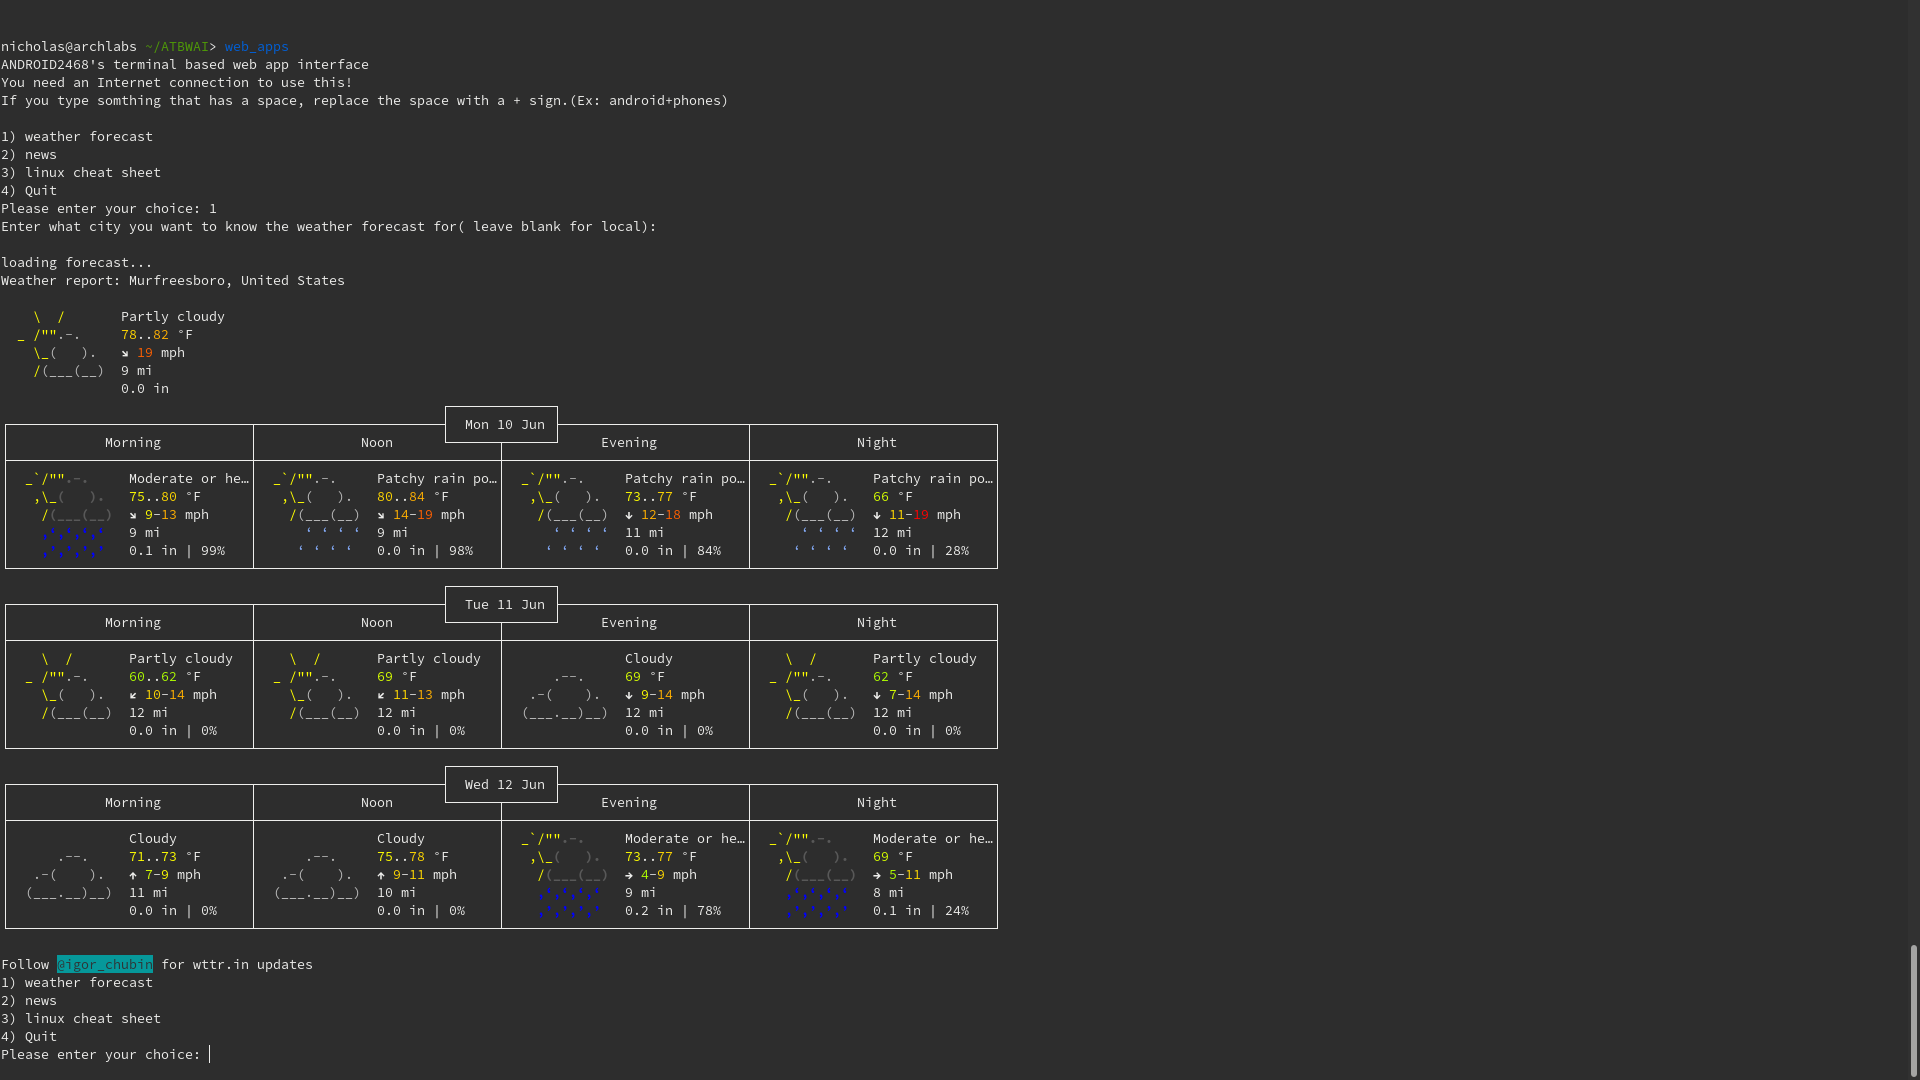 nicholas@archlabs ~/ATBWAI> web_apps
ANDROID2468's terminal based web app interface
You need an Internet connection to use this!
If you type somthing that has a space, replace the space with a + sign.(Ex: android+phones)
1) weather forecast
2) news
3) linux cheat sheet
4) Quit
Please enter your choice: 1
Enter what city you want to know the weather forecast for( leave blank for local):
loading forecast...
Weather report: Murfreesboro, United States
Partly cloudy
78..82 °F
↘ 19 mph
9 mi
0.0 in
Mon 10 Jun
Morning Noon Evening Night
Moderate or he… Patchy rain po… Patchy rain po… Patchy rain po…
75..80 °F 80..84 °F 73..77 °F 66 °F
↘ 9-13 mph ↘ 14-19 mph ↓ 12-18 mph ↓ 11-19 mph
9 mi 9 mi 11 mi 12 mi
0.1 in | 99% 0.0 in | 98% 0.0 in | 84% 0.0 in | 28%
Tue 11 Jun
Morning Noon Evening Night
Partly cloudy Partly cloudy Cloudy Partly cloudy
60..62 °F 69 °F 69 °F 62 °F
↙ 10-14 mph ↙ 11-13 mph ↓ 9-14 mph ↓ 7-14 mph
12 mi 12 mi 12 mi 12 mi
0.0 in | 0% 0.0 in | 0% 0.0 in | 0% 0.0 in | 0%
Wed 12 Jun
Morning Noon Evening Night
Cloudy Cloudy Moderate or he… Moderate or he…
71..73 °F 75..78 °F 73..77 °F 69 °F
↑ 7-9 mph ↑ 9-11 mph → 4-9 mph → 5-11 mph
11 mi 10 mi 9 mi 8 mi
0.0 in | 0% 0.0 in | 0% 0.2 in | 78% 0.1 in | 24%
Follow @igor_chubin for wttr.in updates
1) weather forecast
2) news
3) linux cheat sheet
4) Quit
Please enter your choice: